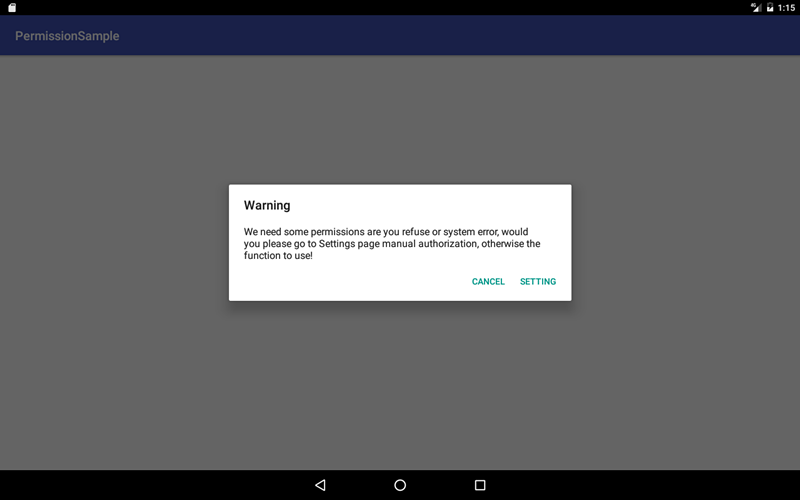 1:15
PermissionSample
Warning
We need some permissions are you refuse or system error, would
you please go to Settings page manual authorization, otherwise the
function to use!
CANCEL SETTING